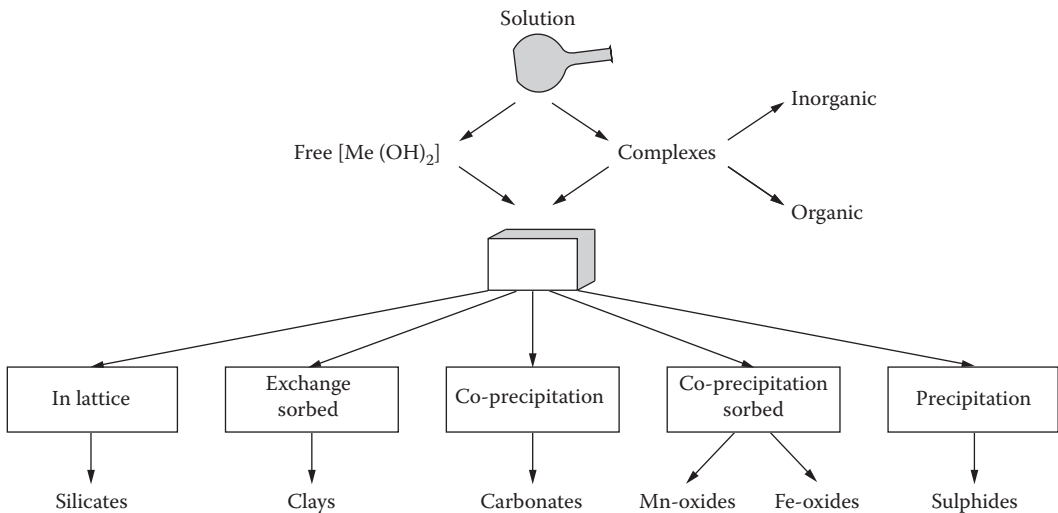 Solution
Inorganic
Free [Me (OH)₂]
Complexes
Organic
In lattice
Exchange
sorbed
Co-precipitation
Co-precipitation
sorbed
Precipitation
Silicates
Clays
Carbonates
Mn-oxides
Fe-oxides
Sulphides